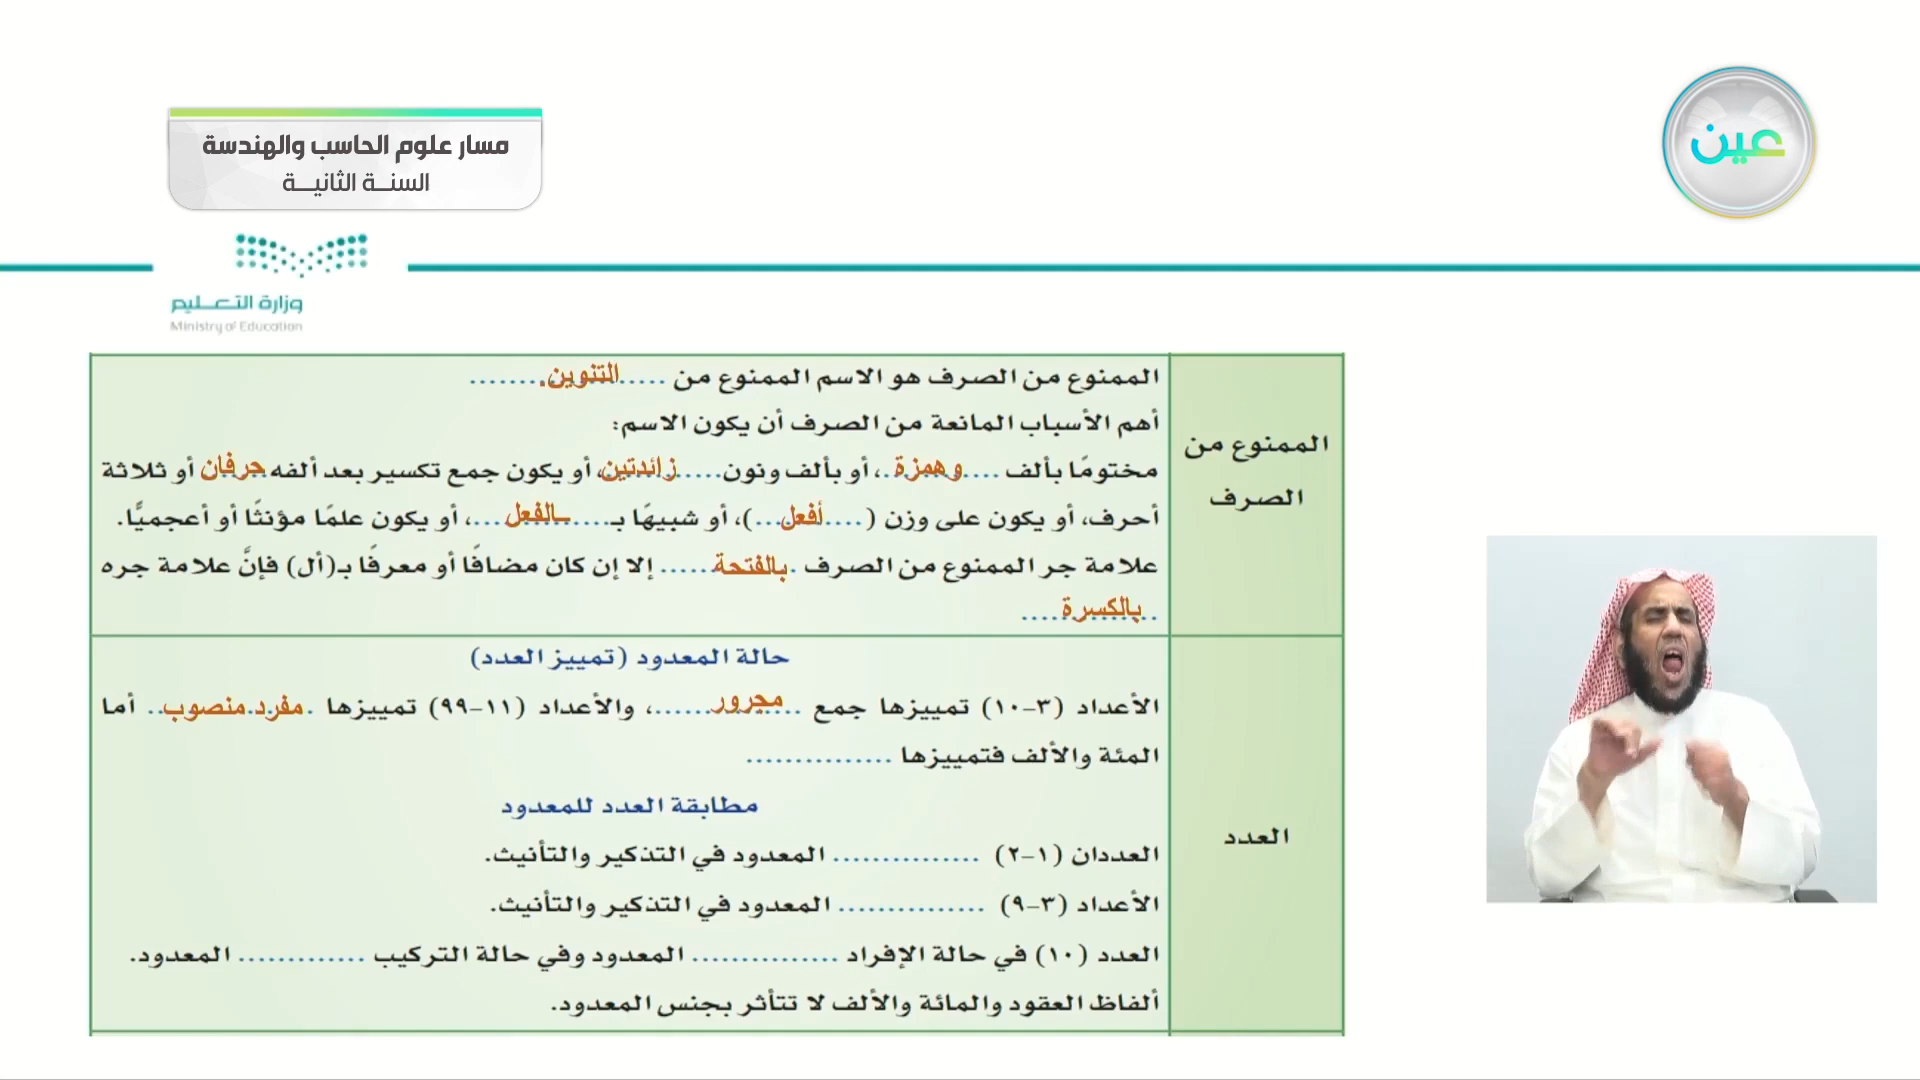 عين
مسار علوم الحاسب والهندسة
السنة الثانية
وزارة التعليم
Ministry of Education
الممنوع من الصرف
الممنوع من الصرف هو الاسم الممنوع من ..... التنوين ........
أهم الأسباب المانعة من الصرف أن يكون الاسم:
مختومًا بألف .... وهمزة ..، أو بألف ونون ..... زائدتين، أو يكون جمع تكسير بعد ألفه حرفان أو ثلاثة
أحرف، أو يكون على وزن (.... أفعل ...)، أو شبيهًا بـ ...... ـالفعل ...، أو يكون علمًا مؤنثًا أو أعجميًّا.
علامة جر الممنوع من الصرف . بالفتحة ...... إلا إن كان مضافًا أو معرفًا بـ(أل) فإنَّ علامة جره
. بالكسرة ....
العدد
حالة المعدود (تمييز العدد)
الأعداد (٣-١٠) تمييزها جمع .. مجرور ......، والأعداد (١١-٩٩) تمييزها . مفرد منصوب .. أما
المئة والألف فتمييزها ...............
مطابقة العدد للمعدود
العددان (١-٢) ............... المعدود في التذكير والتأنيث.
الأعداد (٣-٩) ............... المعدود في التذكير والتأنيث.
العدد (١٠) في حالة الإفراد ............... المعدود وفي حالة التركيب ............. المعدود.
ألفاظ العقود والمائة والألف لا تتأثر بجنس المعدود.